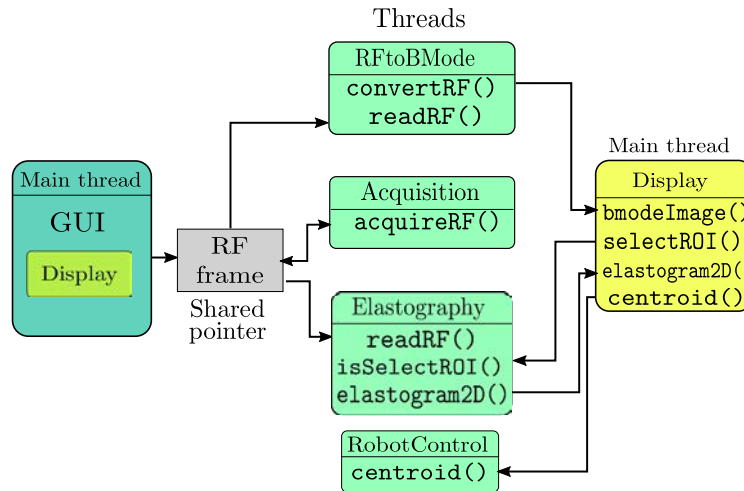 Threads
RFtoBMode
convertRF()
readRF()
Main thread
GUI
Display
RF
frame
Shared
pointer
Acquisition
acquireRF()
Elastography
readRF()
isSelectROI()
elastogram2D()
RobotControl
centroid()
Main thread
Display
bmodeImage()
selectROI()
elastogram2D(
centroid()